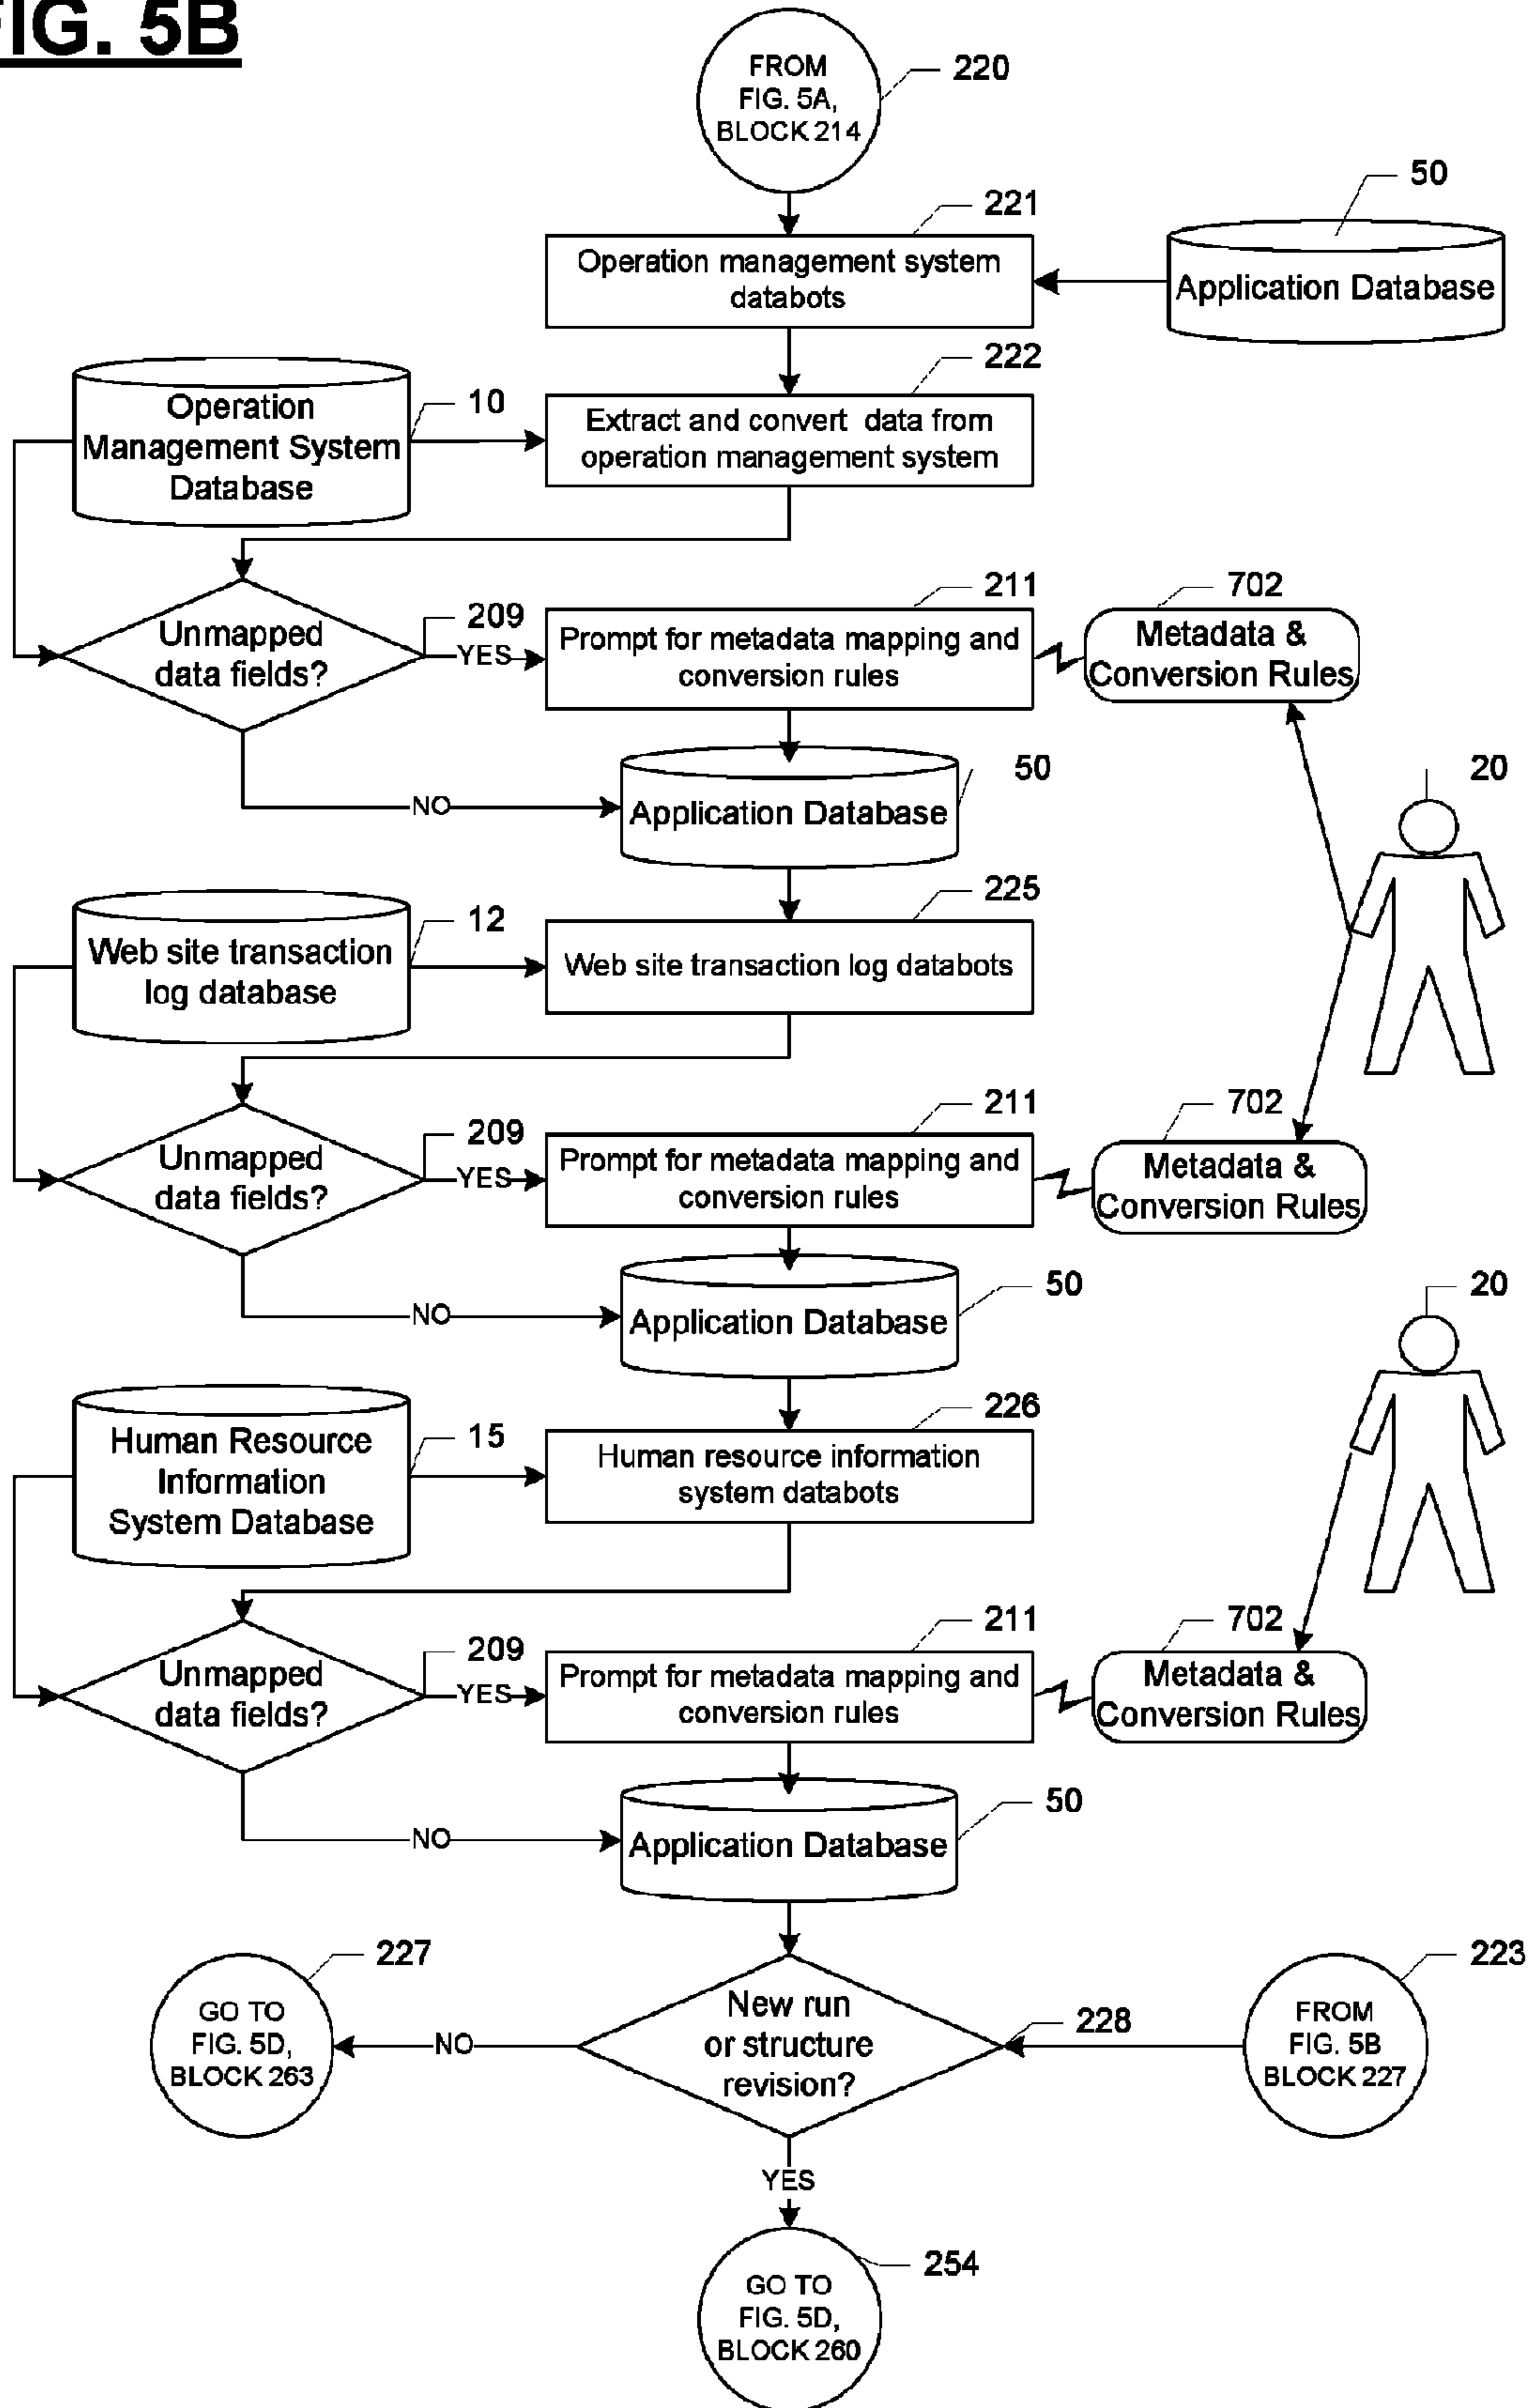 FIG. 5B
FROM
FIG. 5A,
BLOCK 214
220
50
221
Operation management system
databots
Application Database
222
Operation
Management System
Database
10
Extract and convert data from
operation management system
209
211
702
Unmapped
data fields?
YES
Prompt for metadata mapping and
conversion rules
Metadata &
Conversion Rules
50
20
NO
Application Database
225
12
Web site transaction
log database
Web site transaction log databots
209
211
702
Unmapped
data fields?
YES
Prompt for metadata mapping and
conversion rules
Metadata &
Conversion Rules
50
20
NO
Application Database
226
15
Human Resource
Information
System Database
Human resource information
system databots
209
211
702
Unmapped
data fields?
YES
Prompt for metadata mapping and
conversion rules
Metadata &
Conversion Rules
50
NO
Application Database
227
223
GO TO
FIG. 5D,
BLOCK 263
NO
New run
or structure
revision?
228
FROM
FIG. 5B
BLOCK 227
YES
254
GO TO
FIG. 5D,
BLOCK 260